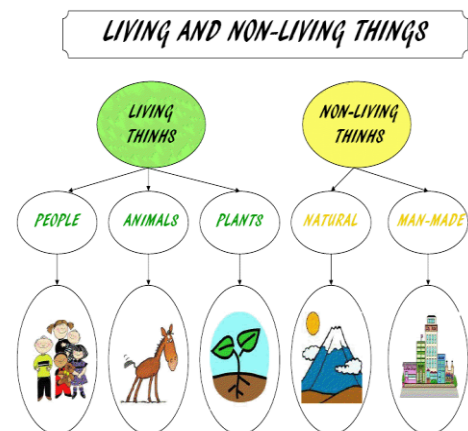 LIVING AND NON-LIVING THINGS
LIVING
THINHS
NON-LIVING
THINHS
PEOPLE
ANIMALS
PLANTS
NATURAL
MAN-MADE